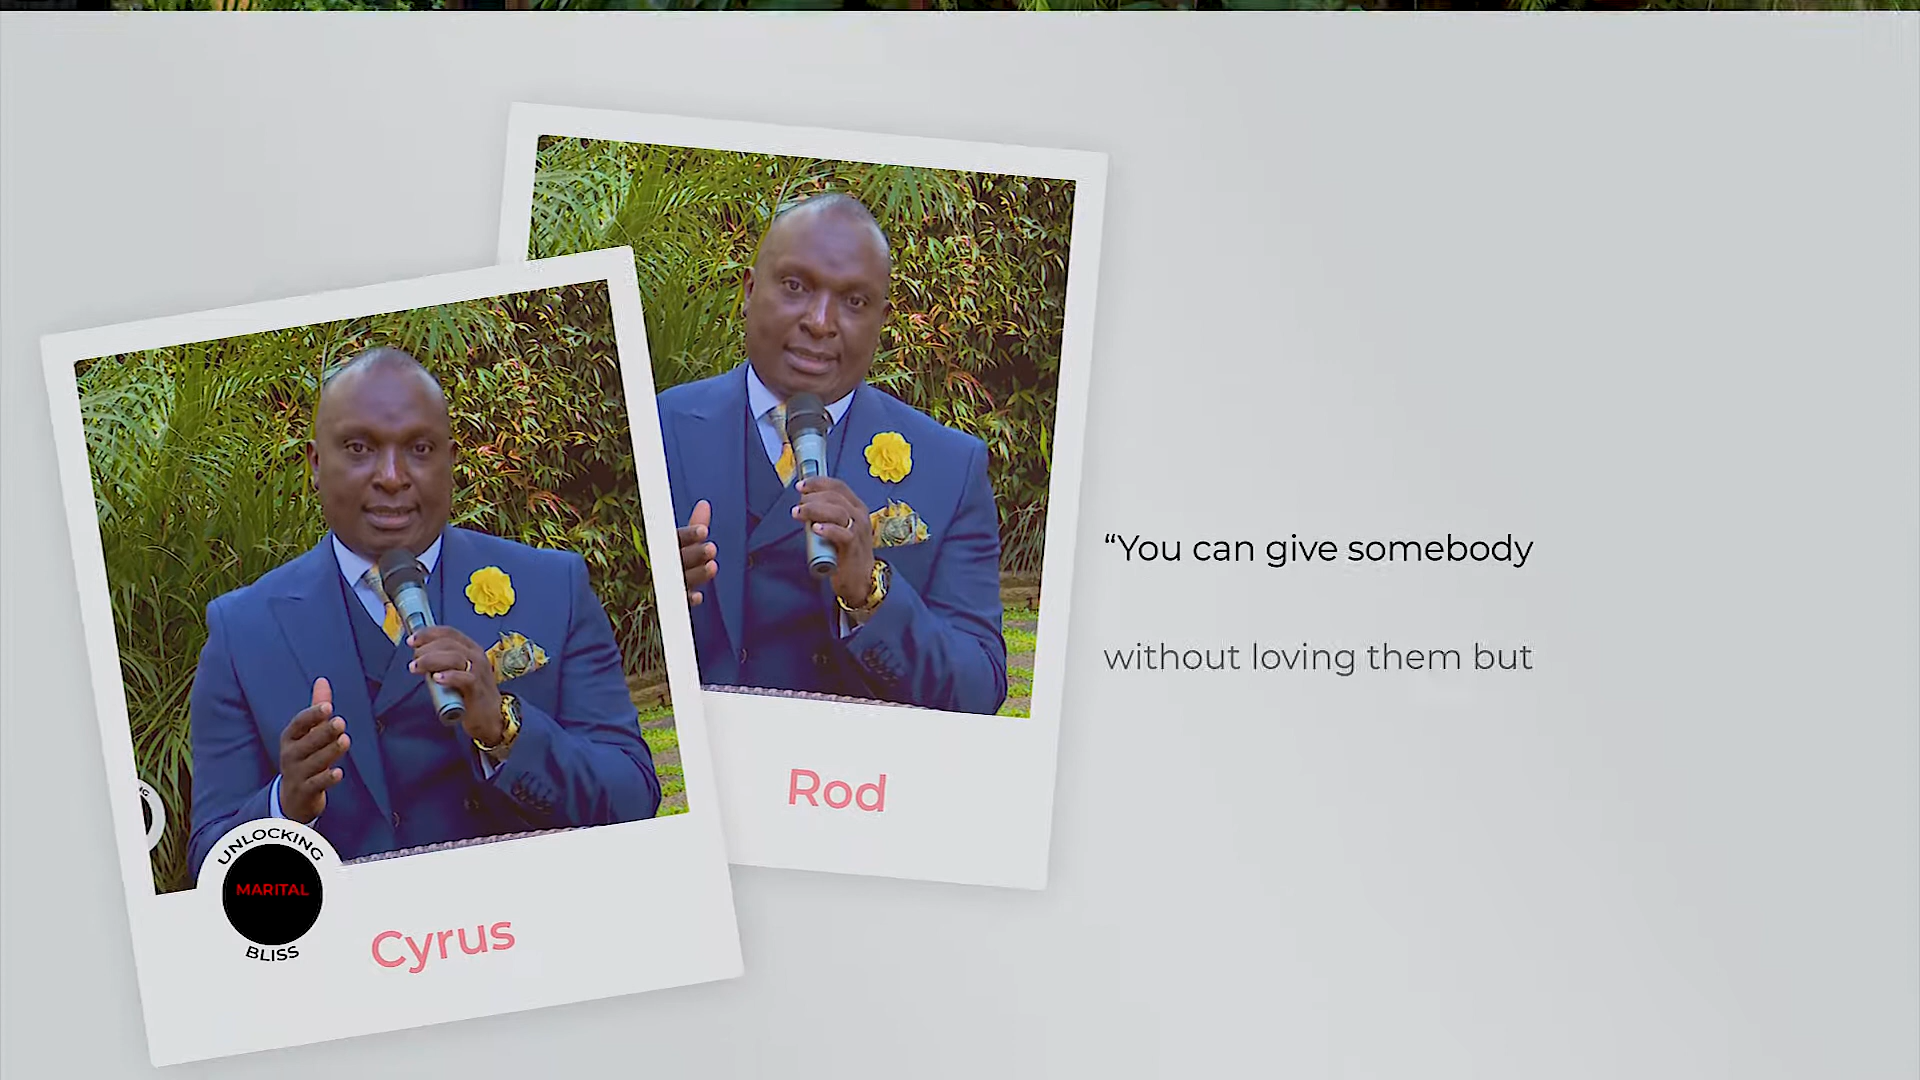 “You can give somebody
without loving them but
Rod
Cyrus
UNLOCKING
MARITAL
BLISS